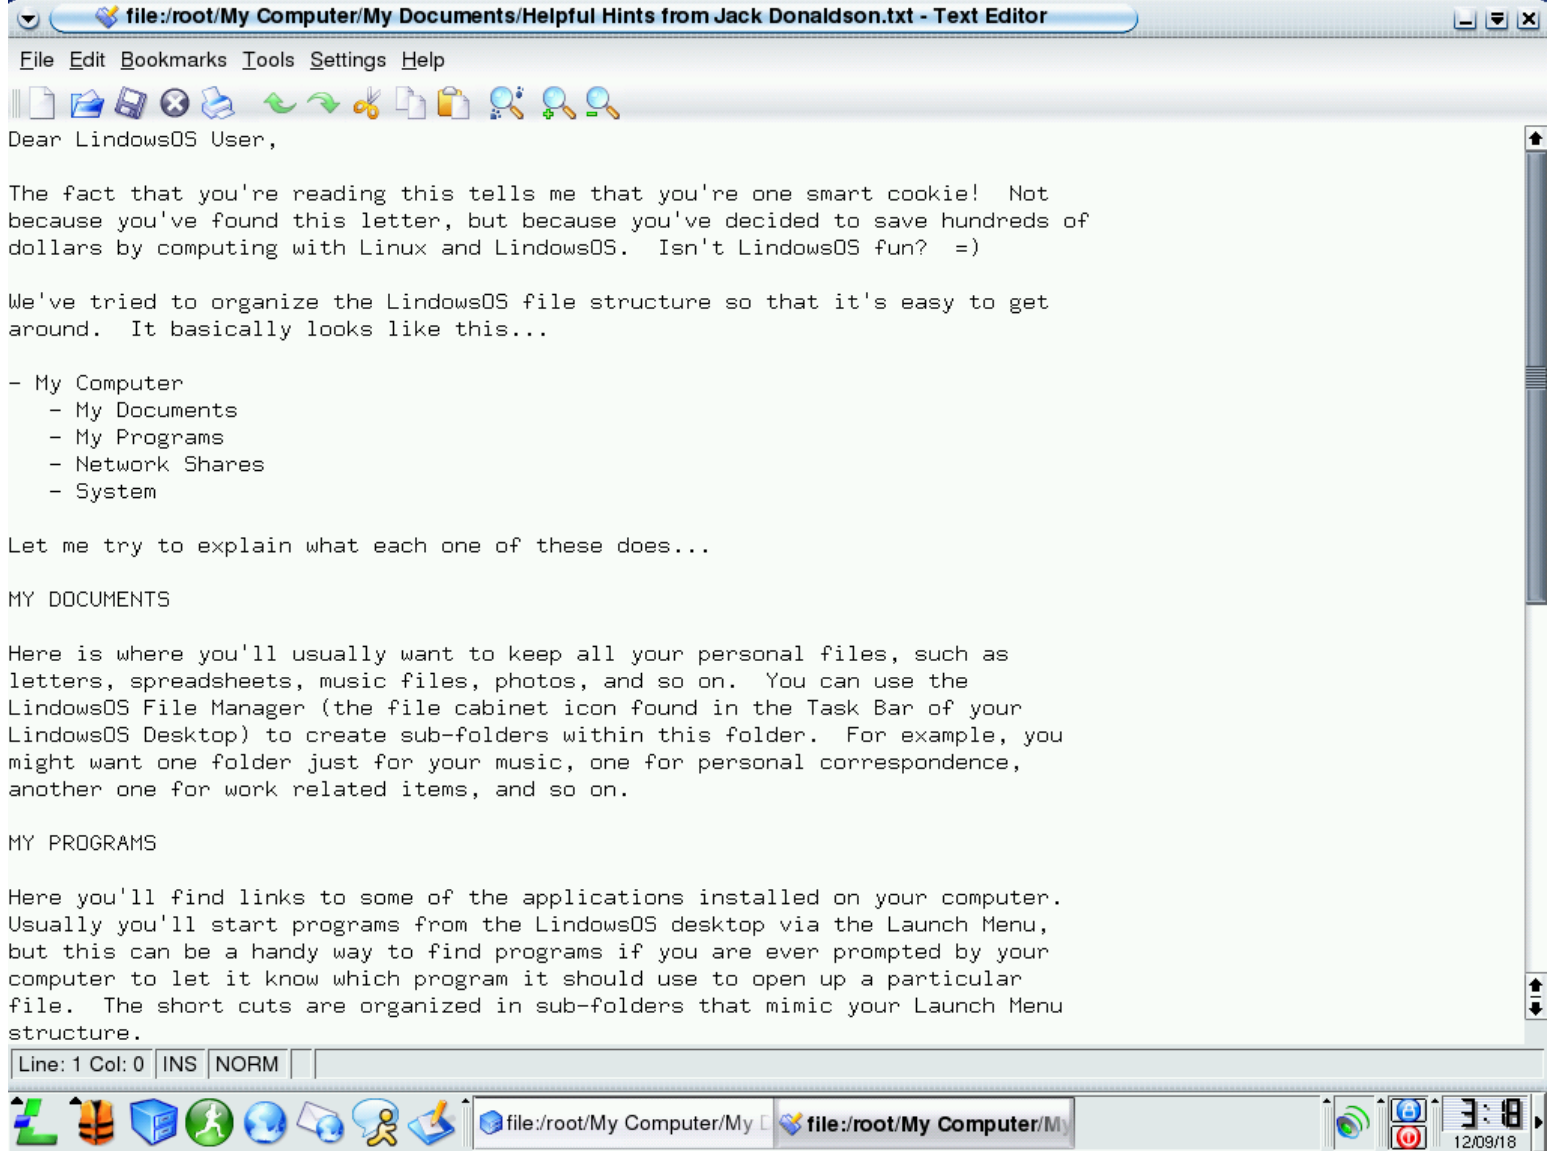 file:/root/My Computer/My Documents/Helpful Hints from Jack Donaldson.txt - Text Editor
File Edit Bookmarks Tools Settings Help
Dear LindowsOS User,
The fact that you're reading this tells me that you're one smart cookie!  Not
because you've found this letter, but because you've decided to save hundreds of
dollars by computing with Linux and LindowsOS.  Isn't LindowsOS fun?  =)
We've tried to organize the LindowsOS file structure so that it's easy to get
around.  It basically looks like this...
- My Computer
- My Documents
- My Programs
- Network Shares
- System
Let me try to explain what each one of these does...
MY DOCUMENTS
Here is where you'll usually want to keep all your personal files, such as
letters, spreadsheets, music files, photos, and so on.  You can use the
LindowsOS File Manager (the file cabinet icon found in the Task Bar of your
LindowsOS Desktop) to create sub-folders within this folder.  For example, you
might want one folder just for your music, one for personal correspondence,
another one for work related items, and so on.
MY PROGRAMS
Here you'll find links to some of the applications installed on your computer.
Usually you'll start programs from the LindowsOS desktop via the Launch Menu,
but this can be a handy way to find programs if you are ever prompted by your
computer to let it know which program it should use to open up a particular
file.  The short cuts are organized in sub-folders that mimic your Launch Menu
structure.
Line: 1 Col: 0 INS NORM
file:/root/My Computer/My D file:/root/My Computer/My 3:18
12/09/18